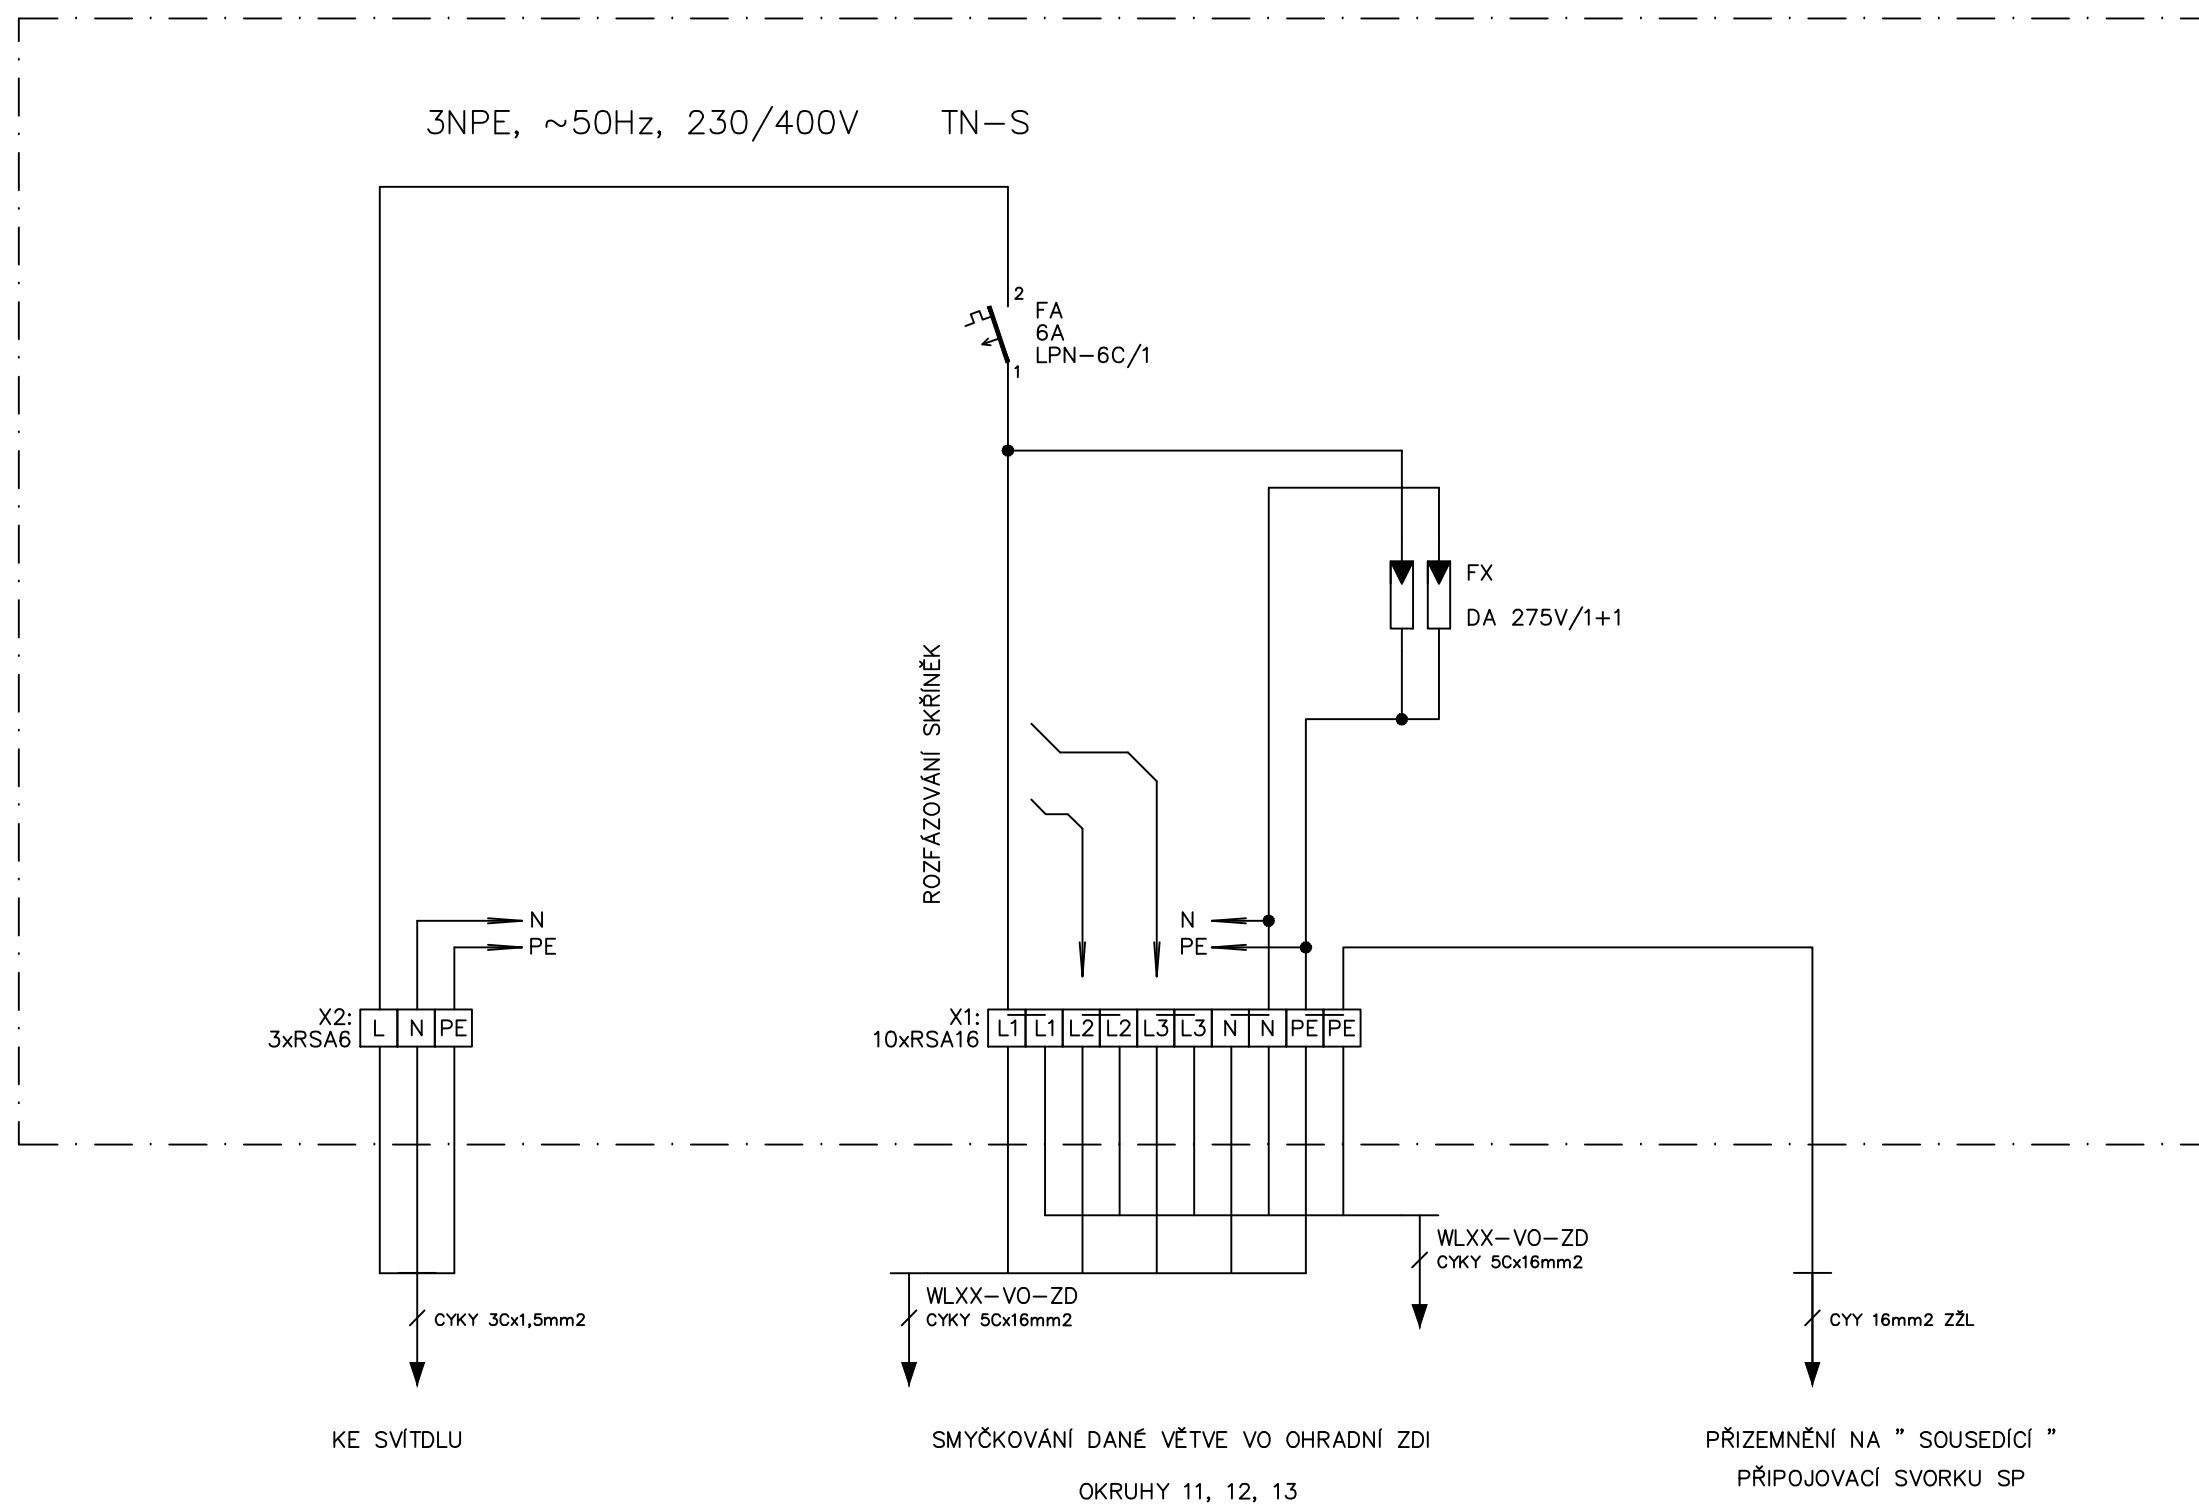 3NPE, ~50Hz, 230/400V TN-S
2
FA
6A
LPN-6C/1
1
FX
DA 275V/1+1
ROZFÁZOVÁNÍ SKŘÍNĚK
N
PE
N
PE
X2:
3xRSA6
L N PE
X1:
10xRSA16
L1 L1 L2 L2 L3 L3 N N PE PE
WLXX-VO-ZD
CYKY 5Cx16mm2
WLXX-VO-ZD
CYKY 5Cx16mm2
CYKY 3Cx1,5mm2
CYY 16mm2 ZŽL
KE SVÍTDLU
SMYČKOVÁNÍ DANÉ VĚTVE VO OHRADNÍ ZDI
OKRUHY 11, 12, 13
PŘIZEMNĚNÍ NA " SOUSEDÍCÍ "
PŘIPOJOVACÍ SVORKU SP